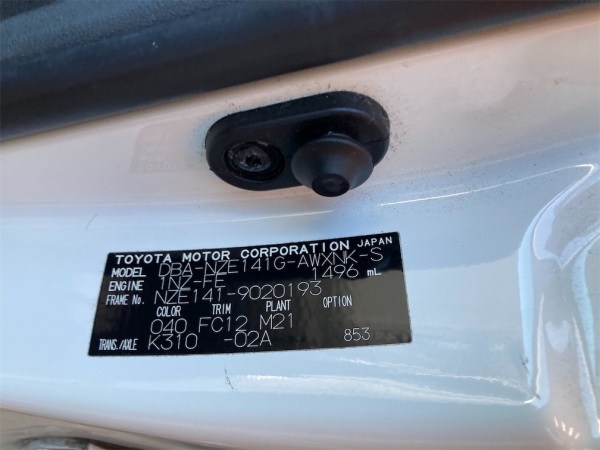 TOYOTA MOTOR CORPORATION JAPAN
MODEL DBA-NZE141G-AWXNK-S
ENGINE 1NZ-FE 1496 mL
FRAME No. NZE141-9020193
COLOR TRIM PLANT OPTION
040 FC12 M21
TRANS./AXLE K310 -02A 853